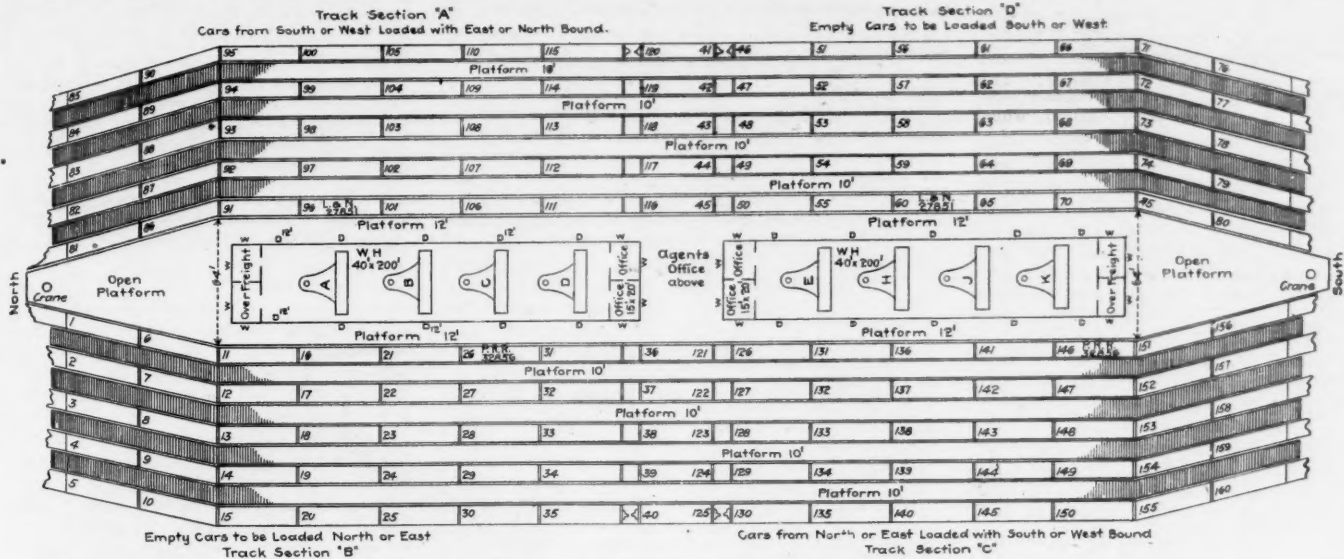 Track Section "A"
Cars from South or West Loaded with East or North Bound.
Track Section "D"
Empty Cars to be Loaded South or West.
95 100 105 110 115 120 41 46 51 56 61 66 71
90 76
85
Platform 10'
94 99 104 109 114 119 42 47 52 57 62 67 72
89 77
84
Platform 10'
93 98 103 108 113 118 43 48 53 58 63 68 73
88 78
83
Platform 10'
92 97 102 107 112 117 44 49 54 59 64 69 74
87 79
82
Platform 10'
91 96 L.& N. 27851 101 106 111 116 45 50 55 60 L.& N. 27851 65 70
86 80
81
Platform 12' Platform 12'
W D 12' D D 12' D W W D D D D W
North
Crane
Open Platform
84'
W Over Freight W
W.H. 40'x 200'
A B C D
Office W
Office 15'x 20' W
Agents Office above
W Office
W Office 15'x 20'
W.H. 40'x 200'
E H J K
Over Freight W
W
Open Platform
Crane
South
W D 12' D D D W W D D D D W
Platform 12' Platform 12'
1 6 11 16 21 26 P.R.R. 32856 31 36 121 126 131 136 141 146 P.R.R. 32856 151 156
Platform 10'
2 7 12 17 22 27 32 37 122 127 132 137 142 147 152 157
Platform 10'
3 8 13 18 23 28 33 38 123 128 133 138 143 148 153 158
Platform 10'
4 9 14 19 24 29 34 39 124 129 134 139 144 149 154 159
Platform 10'
5 10 15 20 25 30 35 40 125 130 135 140 145 150 155 160
Empty Cars to be Loaded North or East
Track Section "B"
Cars from North or East Loaded with South or West Bound
Track Section "C"